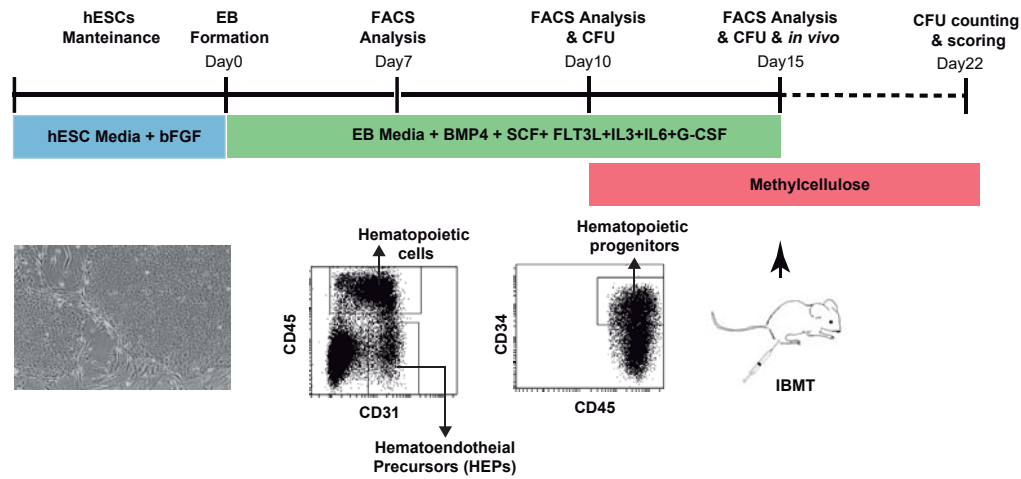 hESCs
Manteinance
EB
Formation
Day0
FACS
Analysis
Day7
FACS Analysis
& CFU
Day10
FACS Analysis
& CFU & in vivo
Day15
CFU counting
& scoring
Day22
hESC Media + bFGF
EB Media + BMP4 + SCF+ FLT3L+IL3+IL6+G-CSF
Methylcellulose
Hematopoietic
cells
CD45
CD31
Hematoendotheial
Precursors (HEPs)
Hematopoietic
progenitors
CD34
CD45
IBMT